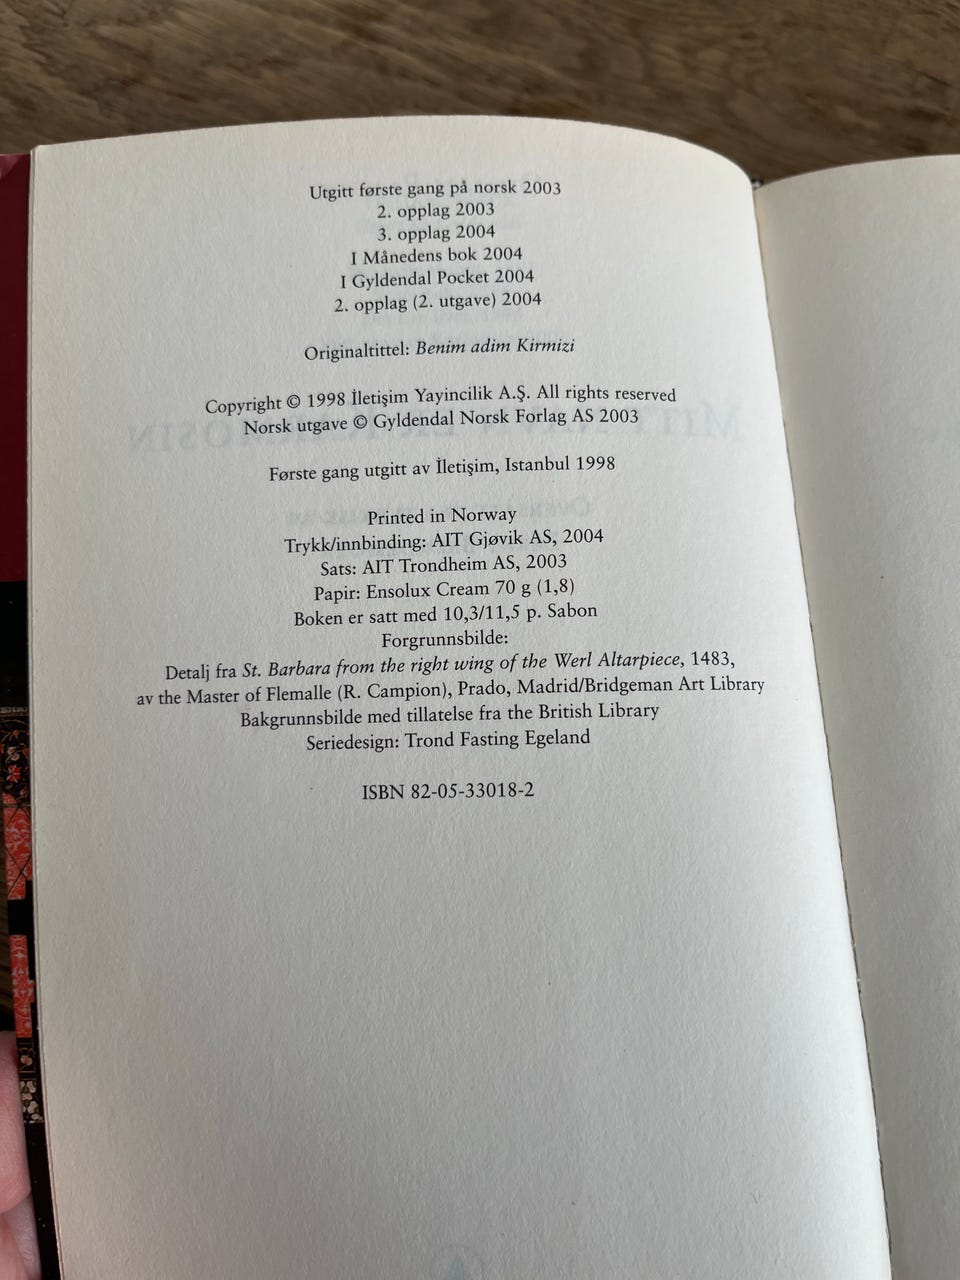 Utgitt første gang på norsk 2003
2. opplag 2003
3. opplag 2004
I Månedens bok 2004
I Gyldendal Pocket 2004
2. opplag (2. utgave) 2004
Originaltittel: Benim adim Kirmizi
Copyright © 1998 İletişim Yayincilik A.Ş. All rights reserved
Norsk utgave © Gyldendal Norsk Forlag AS 2003
Første gang utgitt av İletişim, Istanbul 1998
Printed in Norway
Trykk/innbinding: AIT Gjøvik AS, 2004
Sats: AIT Trondheim AS, 2003
Papir: Ensolux Cream 70 g (1,8)
Boken er satt med 10,3/11,5 p. Sabon
Forgrunnsbilde:
Detalj fra St. Barbara from the right wing of the Werl Altarpiece, 1483,
av the Master of Flemalle (R. Campion), Prado, Madrid/Bridgeman Art Library
Bakgrunnsbilde med tillatelse fra the British Library
Seriedesign: Trond Fasting Egeland
ISBN 82-05-33018-2